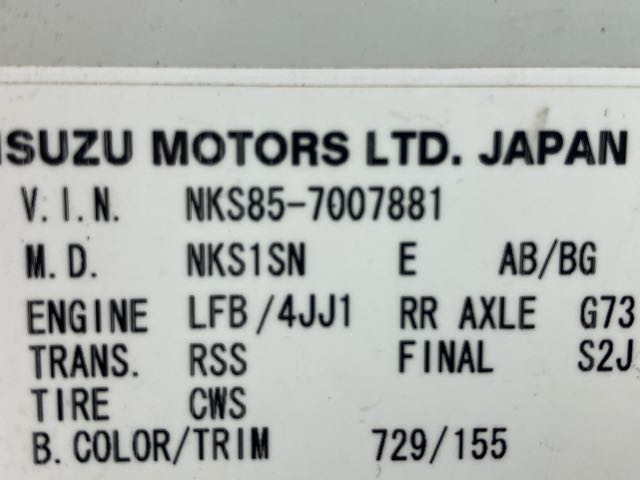 ISUZU MOTORS LTD. JAPAN
V.I.N. NKS85-7007881
M.D. NKS1SN E AB/BG
ENGINE LFB/4JJ1 RR AXLE G73
TRANS. RSS FINAL S2J
TIRE CWS
B.COLOR/TRIM 729/155